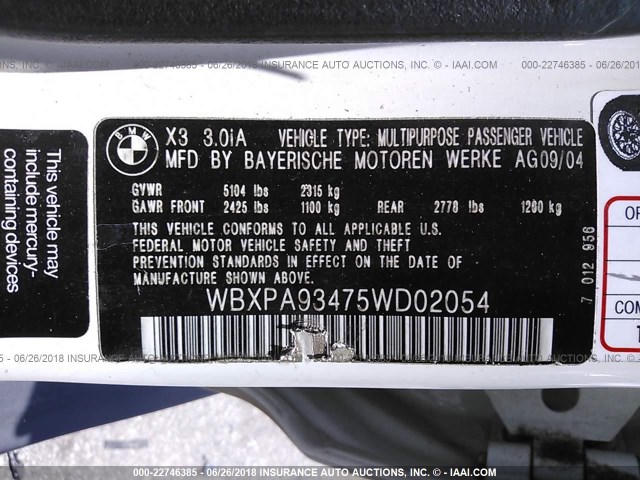 000-22746385 - 06/26/2018 INSURANCE AUTO AUCTIONS, INC. © - IAAI.COM
000-22746385 - 06/26/2018
BMW
X3 3.0iA VEHICLE TYPE: MULTIPURPOSE PASSENGER VEHICLE
MFD BY BAYERISCHE MOTOREN WERKE AG09/04
GVWR 5104 lbs 2315 kg
GAWR FRONT 2425 lbs 1100 kg REAR 2778 lbs 1260 kg
THIS VEHICLE CONFORMS TO ALL APPLICABLE U.S.
FEDERAL MOTOR VEHICLE SAFETY AND THEFT
PREVENTION STANDARDS IN EFFECT ON THE DATE
OF MANUFACTURE SHOWN ABOVE.
WBXPA93475WD02054
7 012 956
This vehicle may
include mercury-
containing
000-22746385 - 06/26/2018 INSURANCE AUTO AUCTIONS, INC. © - IAAI.COM